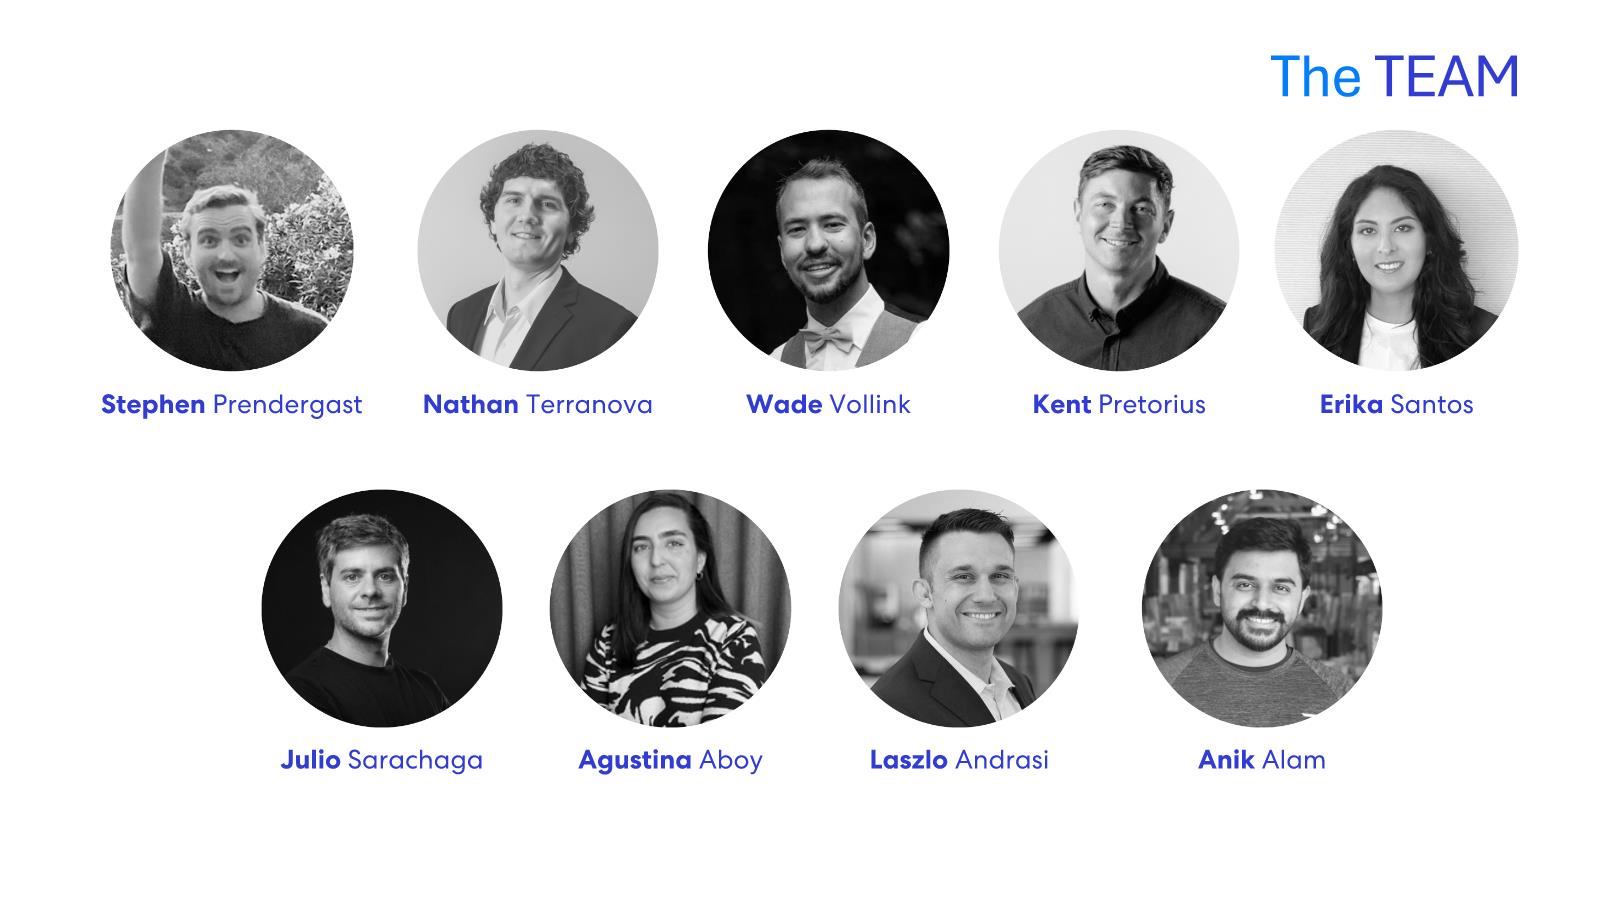 The TEAM
Stephen Prendergast
Nathan Terranova
Wade Vollink
Kent Pretorius
Erika Santos
Julio Sarachaga
Agustina Aboy
Laszlo Andrasi
Anik Alam